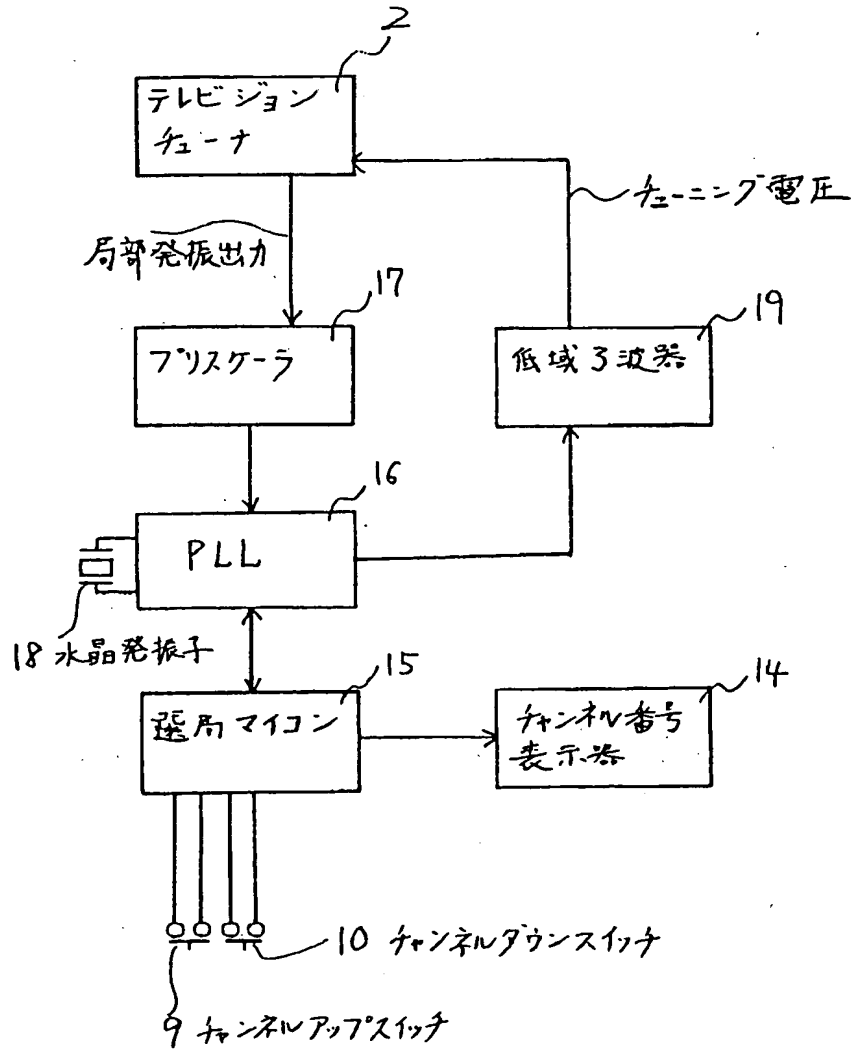 2
テレビジョン
チューナ
チューニング電圧
局部発振出力
17
プリスケーラ
19
低域ろ波器
16
PLL
18 水晶発振子
15
選局マイコン
14
チャンネル番号
表示器
10 チャンネルダウンスイッチ
9 チャンネルアップスイッチ